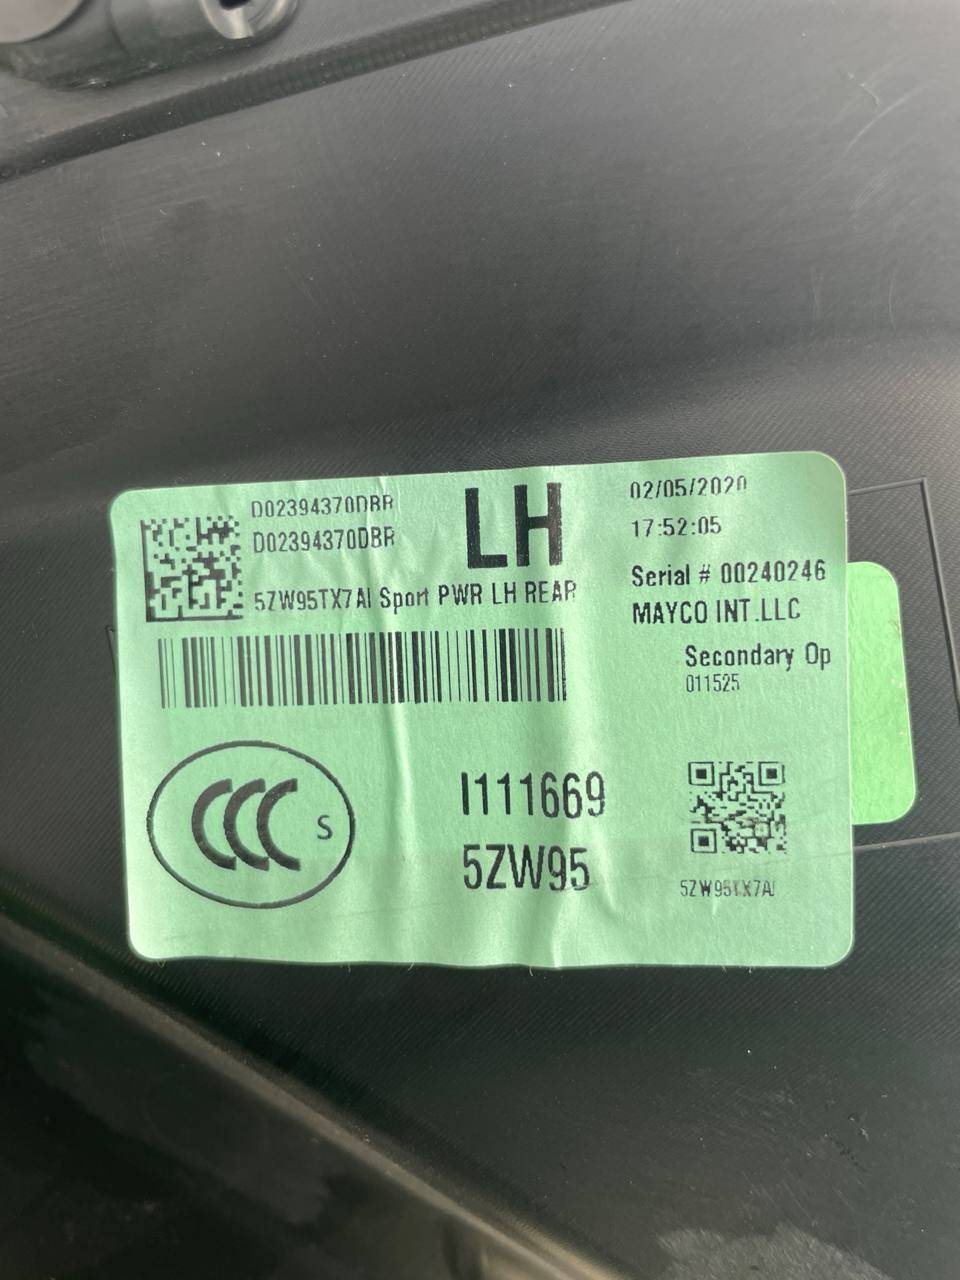 D02394370DBR
D02394370DBR
LH
02/05/2020
17:52:05
5ZW95TX7AI Sport PWR LH REAR
Serial # 00240246
MAYCO INT.LLC
Secondary Op
011525
CCC S
I111669
5ZW95
5ZW95TX7AI